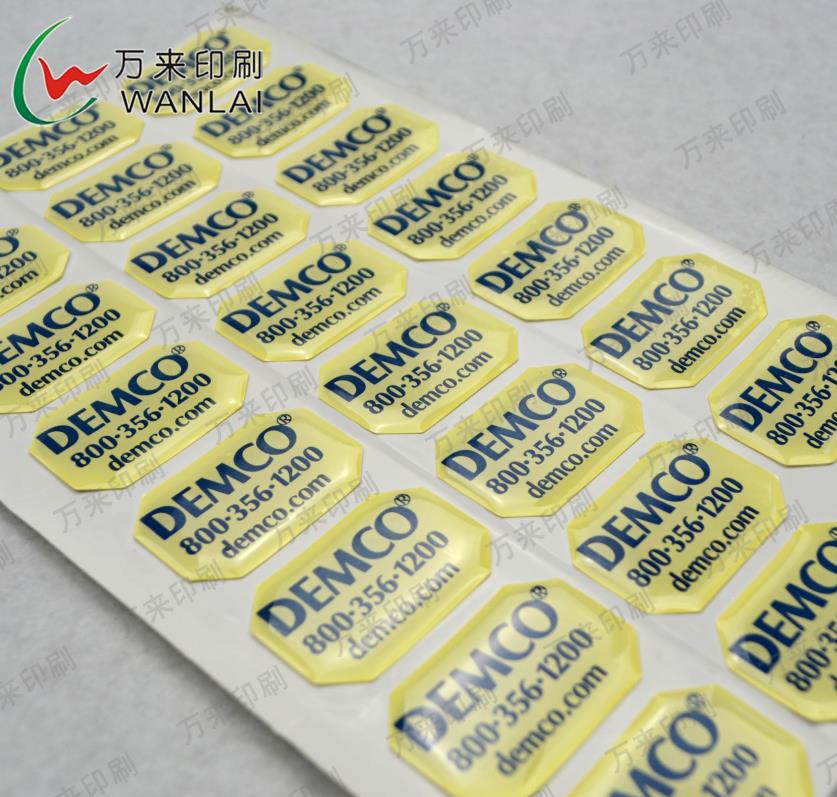 万来印刷
WANLAI
DEMCO®
800·356·1200
demco.com